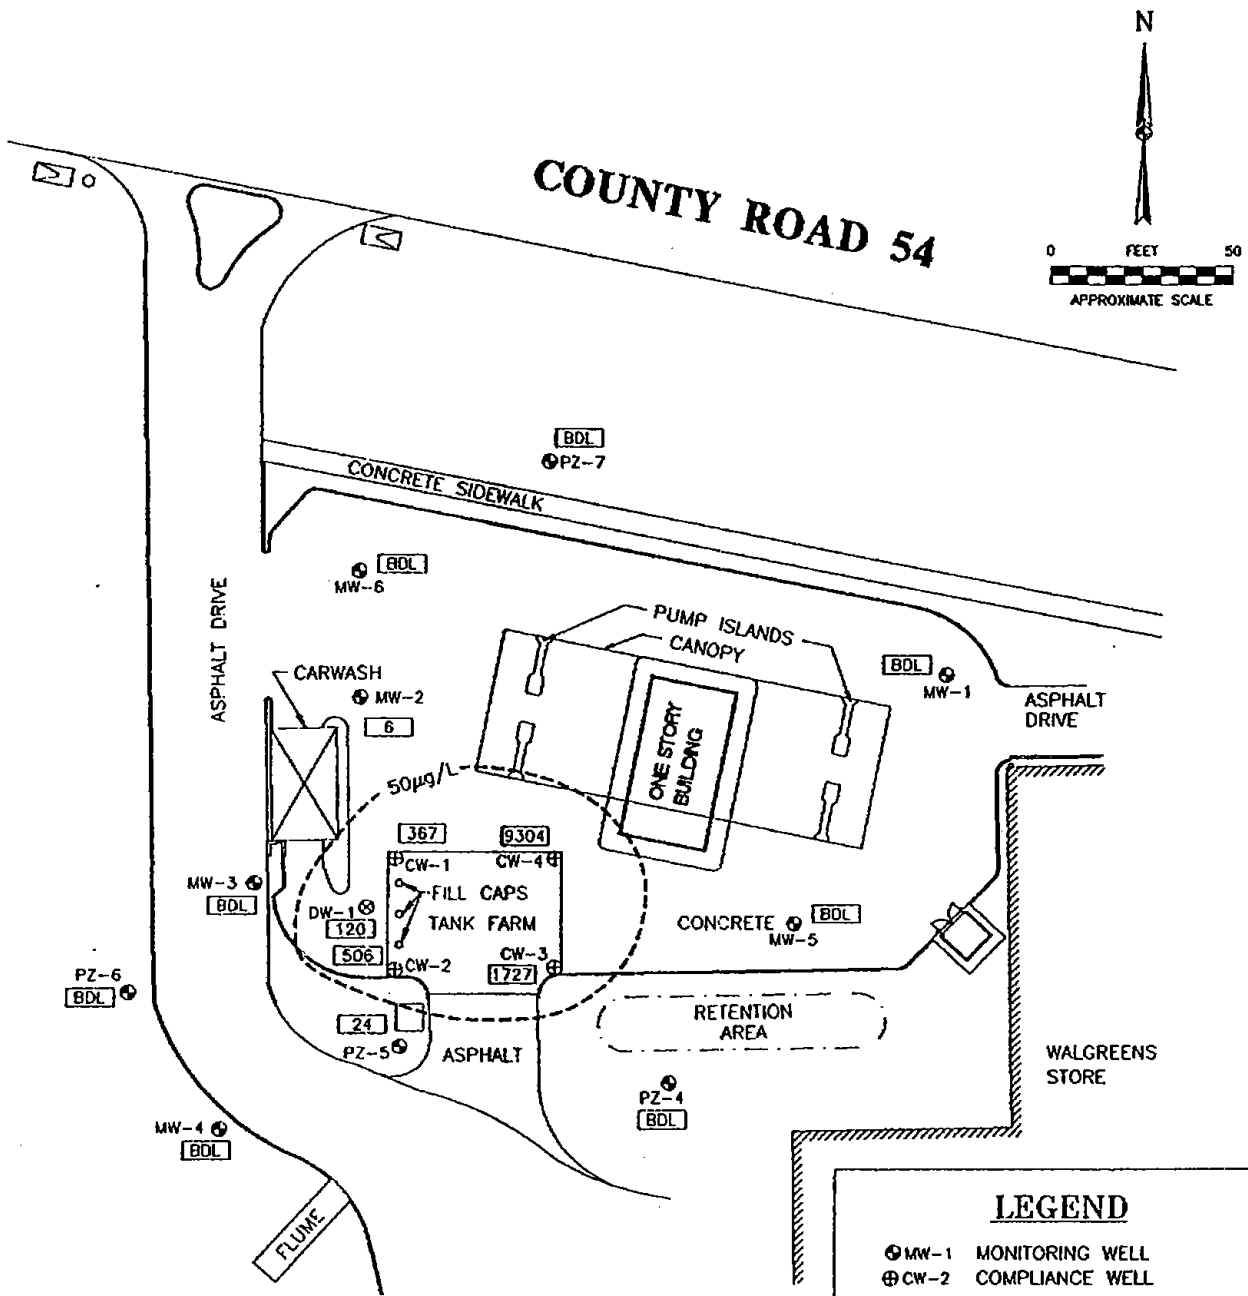 N
COUNTY ROAD 54
0 FEET 50
APPROXIMATE SCALE
BDL
PZ-7
CONCRETE SIDEWALK
BDL
MW-6
ASPHALT DRIVE
PUMP ISLANDS
CANOPY
BDL
MW-1
CARWASH
MW-2
6
ASPHALT
DRIVE
ONE STORY
BUILDING
50µg/L
367
9304
CW-1
CW-4
MW-3
BDL
FILL CAPS
DW-1
120
TANK FARM
CONCRETE
BDL
MW-5
506
CW-2
CW-3
1727
PZ-6
BDL
24
PZ-5
ASPHALT
RETENTION
AREA
WALGREENS
STORE
PZ-4
BDL
MW-4
BDL
FLUME
LEGEND
MW-1 MONITORING WELL
CW-2 COMPLIANCE WELL